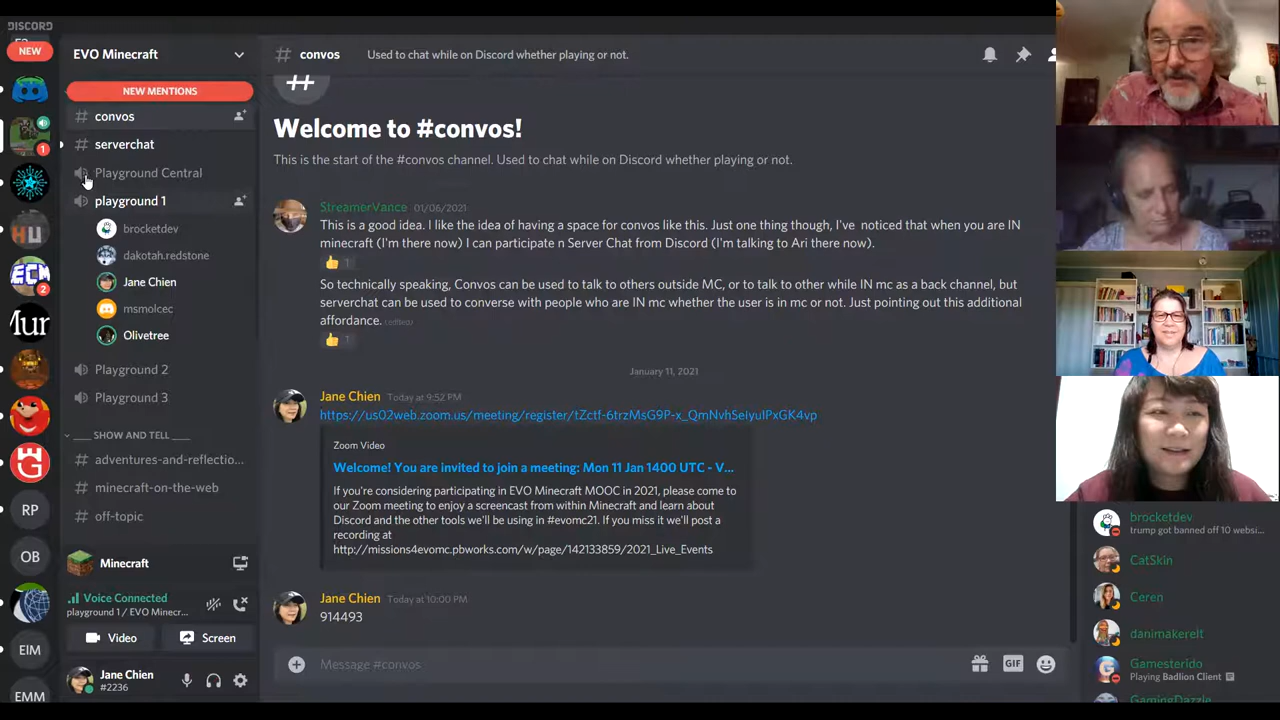 DISCORD
NEW
EVO Minecraft
NEW MENTIONS
convos
serverchat
Playground Central
playground 1
brocketdev
dakotah.redstone
Jane Chien
msmolcec
Olivetree
Playground 2
Playground 3
____ SHOW AND TELL ____
adventures-and-reflectio...
minecraft-on-the-web
off-topic
Minecraft
Voice Connected
playground 1 / EVO Minecr...
Video
Screen
Jane Chien
#2236
1
HU
ECM
2
Mur
RP
OB
EIM
EMM
# convos
Used to chat while on Discord whether playing or not.
Welcome to #convos!
This is the start of the #convos channel. Used to chat while on Discord whether playing or not.
StreamerVance 01/06/2021
This is a good idea. I like the idea of having a space for convos like this. Just one thing though, I've noticed that when you are IN
minecraft (I'm there now) I can participate n Server Chat from Discord (I'm talking to Ari there now).
1
So technically speaking, Convos can be used to talk to others outside MC, or to talk to other while IN mc as a back channel, but
serverchat can be used to converse with people who are IN mc whether the user is in mc or not. Just pointing out this additional
affordance. (edited)
1
January 11, 2021
Jane Chien Today at 9:52 PM
https://us02web.zoom.us/meeting/register/tZctf-6trzMsG9P-x_QmNvhSeIyuIPxGK4vp
Zoom Video
Welcome! You are invited to join a meeting: Mon 11 Jan 1400 UTC - V...
If you're considering participating in EVO Minecraft MOOC in 2021, please come to
our Zoom meeting to enjoy a screencast from within Minecraft and learn about
Discord and the other tools we'll be using in #evomc21. If you miss it we'll post a
recording at
http://missions4evomc.pbworks.com/w/page/142133859/2021_Live_Events
Jane Chien Today at 10:00 PM
914493
Message #convos
GIF
brocketdev
trump got banned off 10 websi...
CatSkin
Ceren
danimakerelt
Gamesterido
Playing Badlion Client
GamingDazzle